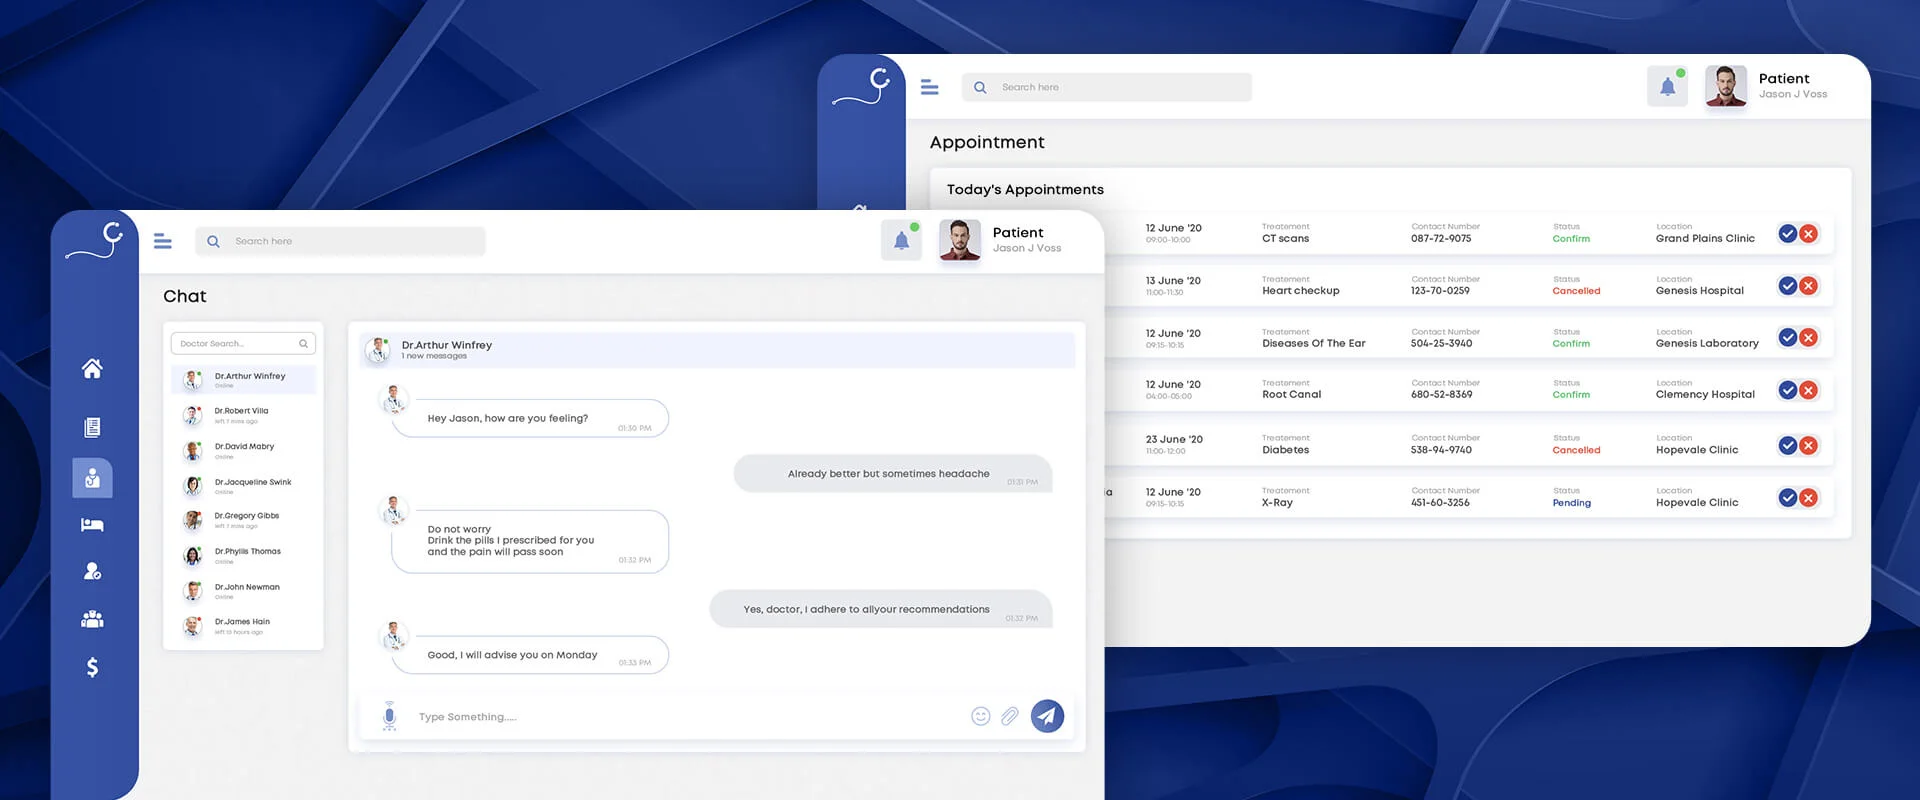 Search here
Patient
Jason J Voss
Appointment
Today's Appointments
12 June '20
09:00-10:00
Treatement
CT scans
Contact Number
087-72-9075
Status
Confirm
Location
Grand Plains Clinic
13 June '20
11:00-11:30
Treatement
Heart checkup
Contact Number
123-70-0259
Status
Cancelled
Location
Genesis Hospital
12 June '20
09:15-10:15
Treatement
Diseases Of The Ear
Contact Number
504-25-3940
Status
Confirm
Location
Genesis Laboratory
12 June '20
04:00-05:00
Treatement
Root Canal
Contact Number
680-52-8369
Status
Confirm
Location
Clemency Hospital
23 June '20
11:00-12:00
Treatement
Diabetes
Contact Number
538-94-9740
Status
Cancelled
Location
Hopevale Clinic
ia
12 June '20
09:15-10:15
Treatement
X-Ray
Contact Number
451-60-3256
Status
Pending
Location
Hopevale Clinic
Search here
Patient
Jason J Voss
Chat
Doctor Search...
Dr.Arthur Winfrey
Online
Dr.Robert Villa
left 7 mins ago
Dr.David Mabry
Online
Dr.Jacqueline Swink
Online
Dr.Gregory Gibbs
left 7 mins ago
Dr.Phyllis Thomas
Online
Dr.John Newman
Online
Dr.James Hain
left 10 hours ago
Dr.Arthur Winfrey
1 new messages
Hey Jason, how are you feeling?
01:30 PM
Already better but sometimes headache
01:31 PM
Do not worry
Drink the pills I prescribed for you
and the pain will pass soon
01:32 PM
Yes, doctor, I adhere to allyour recommendations
01:32 PM
Good, I will advise you on Monday
01:33 PM
Type Something.....